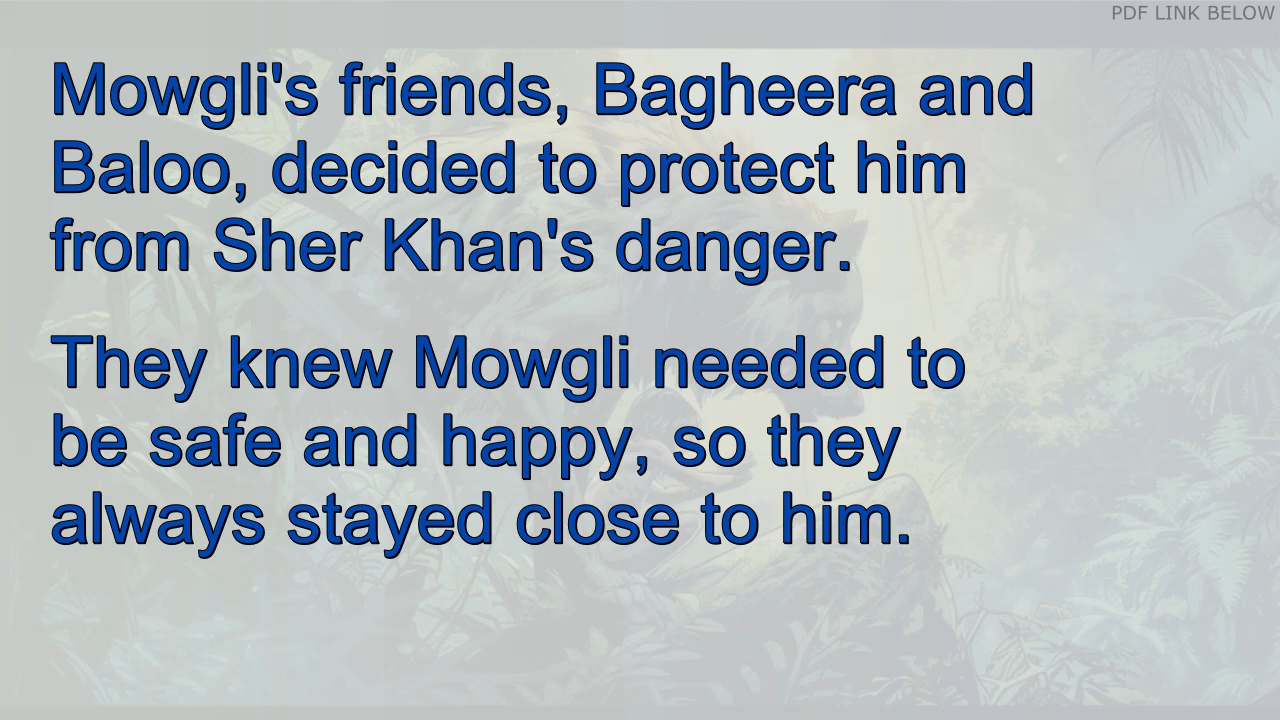 PDF LINK BELOW
Mowgli's friends, Bagheera and
Baloo, decided to protect him
from Sher Khan's danger.
They knew Mowgli needed to
be safe and happy, so they
always stayed close to him.